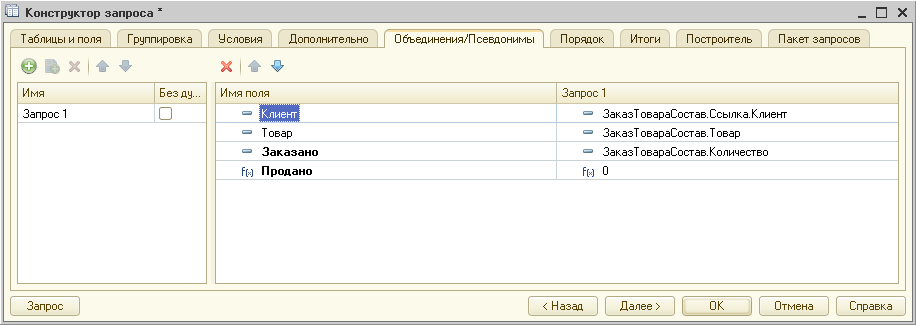 Конструктор запроса *
Таблицы и поля Группировка Условия Дополнительно Объединения/Псевдонимы Порядок Итоги Построитель Пакет запросов
Имя Без ду... Имя поля Запрос 1
Запрос 1 Клиент ЗаказТовараСостав.Ссылка.Клиент
Товар ЗаказТовараСостав.Товар
Заказано ЗаказТовараСостав.Количество
f(x) Продано f(x) 0
Запрос < Назад Далее > OK Отмена Справка